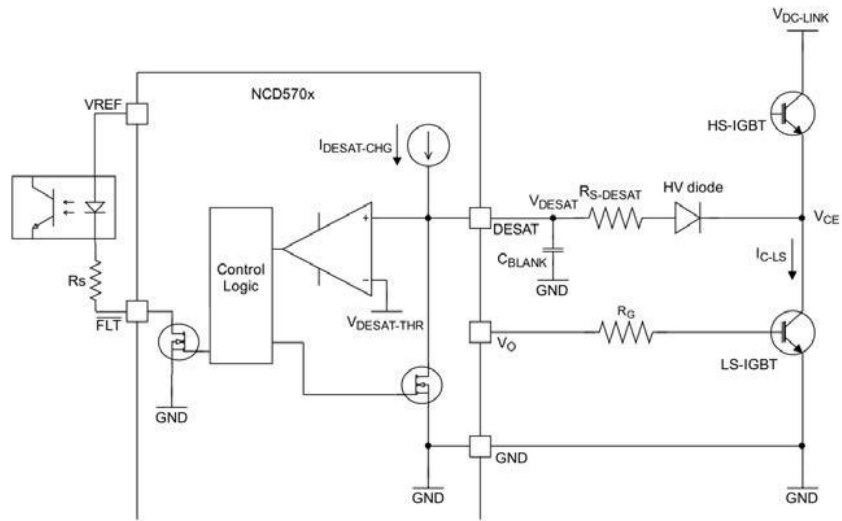 VDC-LINK
NCD570x
VREF
HS-IGBT
IDESAT-CHG
HV diode
RS-DESAT
VDESAT
VCE
+
DESAT
CBLANK
IC-LS
Control
Logic
RS
−
GND
RG
FLT
VDESAT-THR
VO
LS-IGBT
GND
GND
GND
GND